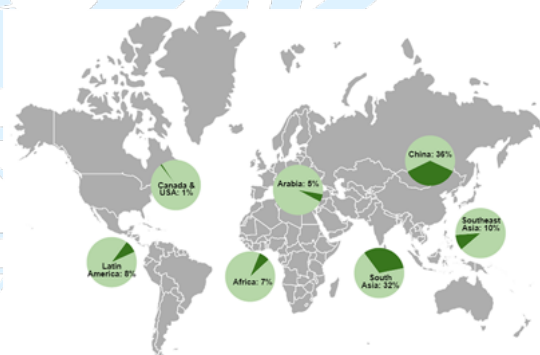 China: 36%
Canada &
USA: 1%
Arabia: 5%
Southeast
Asia: 10%
Latin
America: 8%
Africa: 7%
South
Asia: 32%